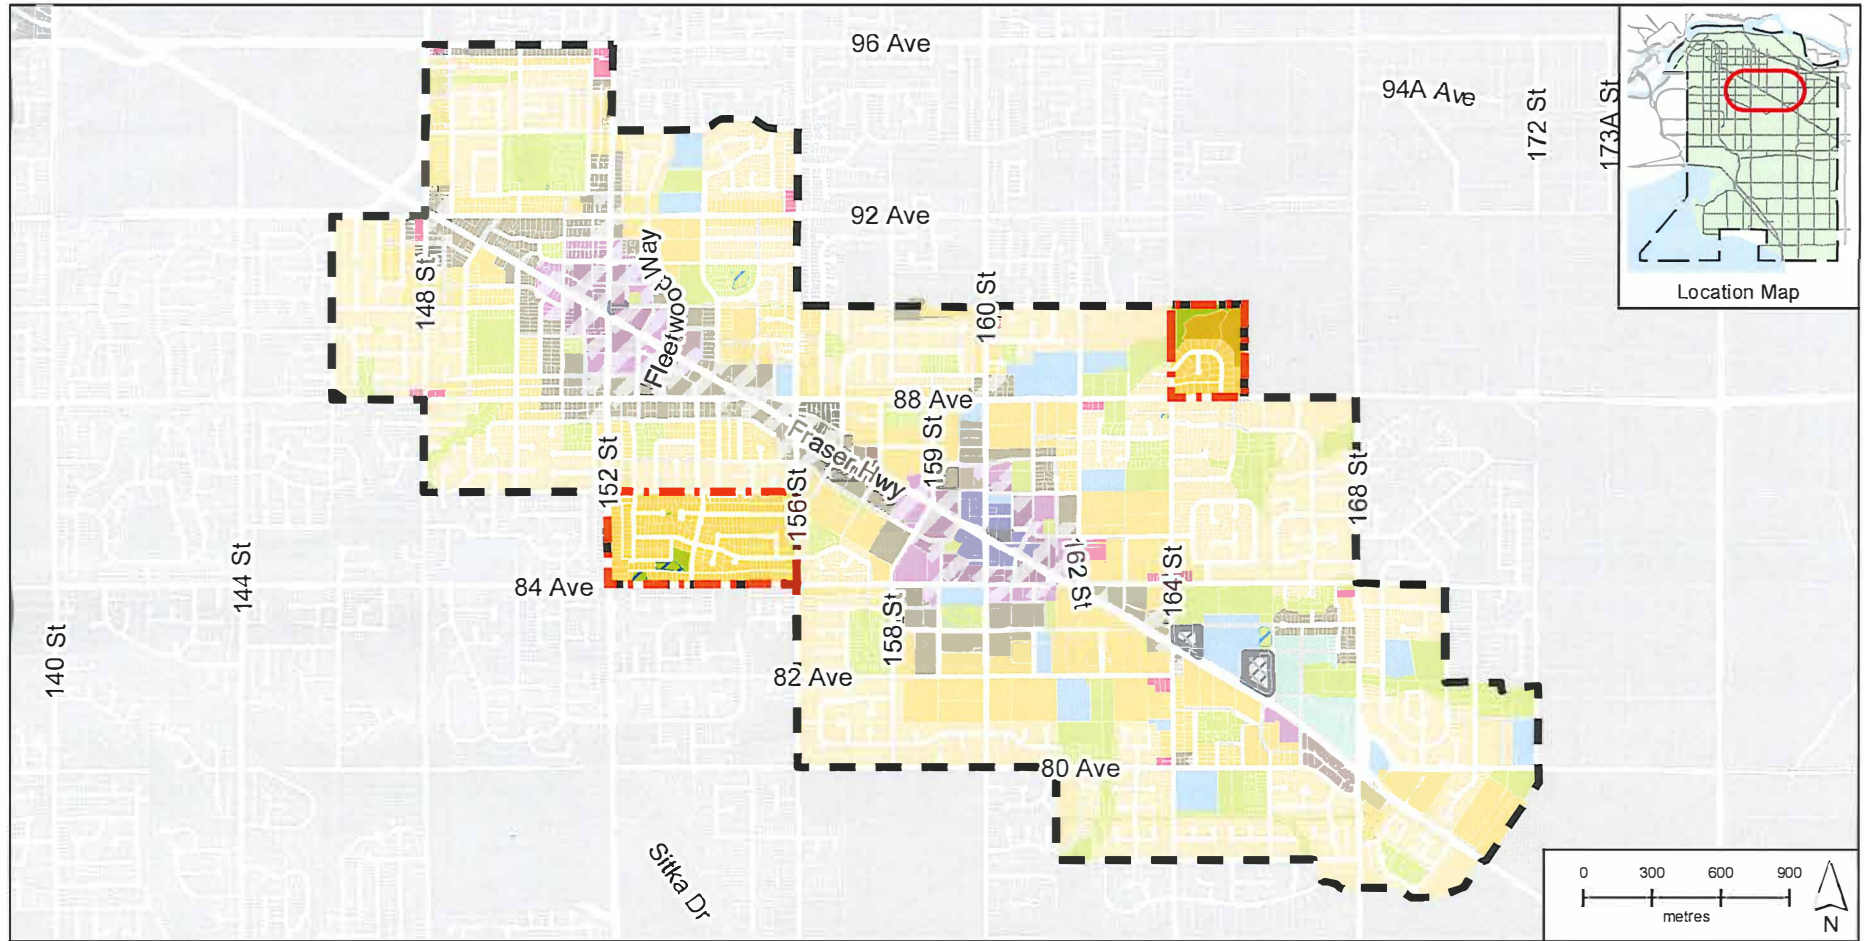 96 Ave
94A Ave
172 St
173A St
Location Map
92 Ave
148 St
Fleetwood Way
160 St
88 Ave
159 St
Fraser Hwy
152 St
156 St
168 St
162 St
164 St
144 St
84 Ave
158 St
140 St
82 Ave
80 Ave
Sitka Dr
0 300 600 900
metres
N